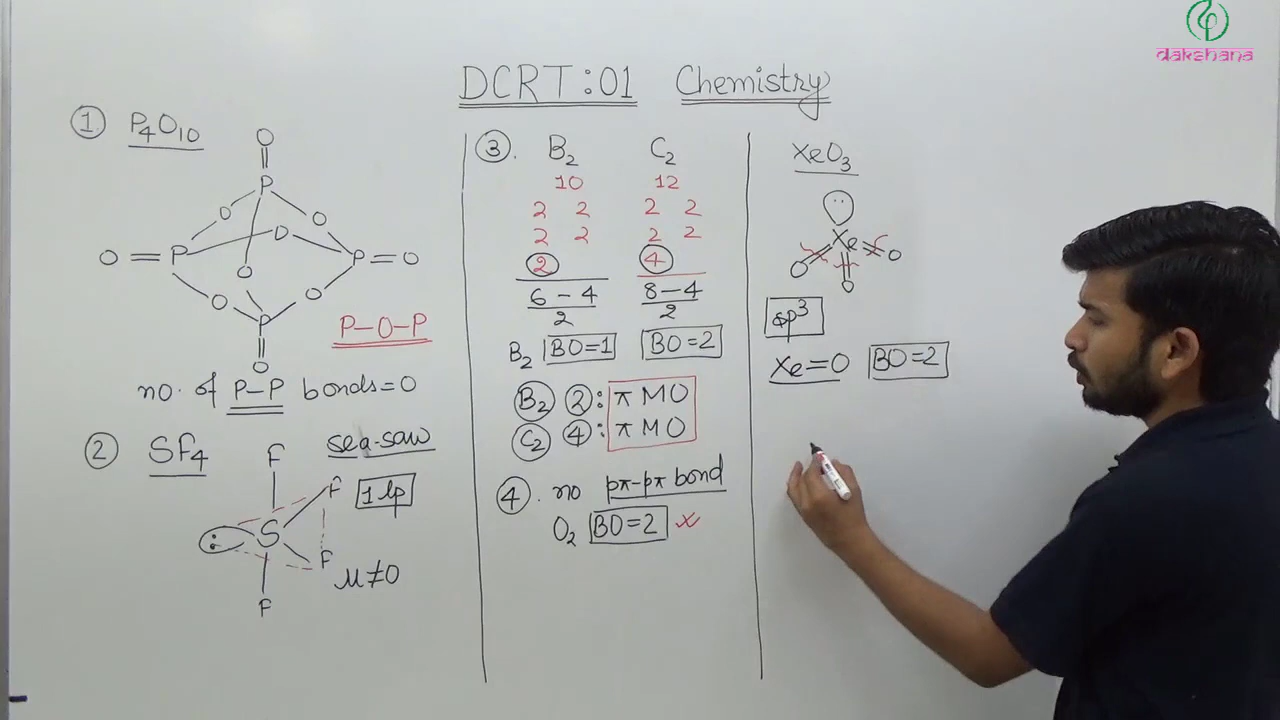 dakshana
DCRT:01 Chemistry
① P4O10
O
P
O O
O = P O P = O
O
O O
P
O
P-O-P
no. of P-P bonds=0
② SF4 sea-saw
F
F 1 lp
: S
F
F
μ≠0
③. B2 C2
10 12
2 2 2 2
2 2 2 2
2 4
6-4 8-4
2 2
B2 BO=1 BO=2
B2 2: π MO
C2 4: π MO
④. no pπ-pπ bond
O2 BO=2 ×
XeO3
Xe
O O O
sp3
Xe=O BO=2